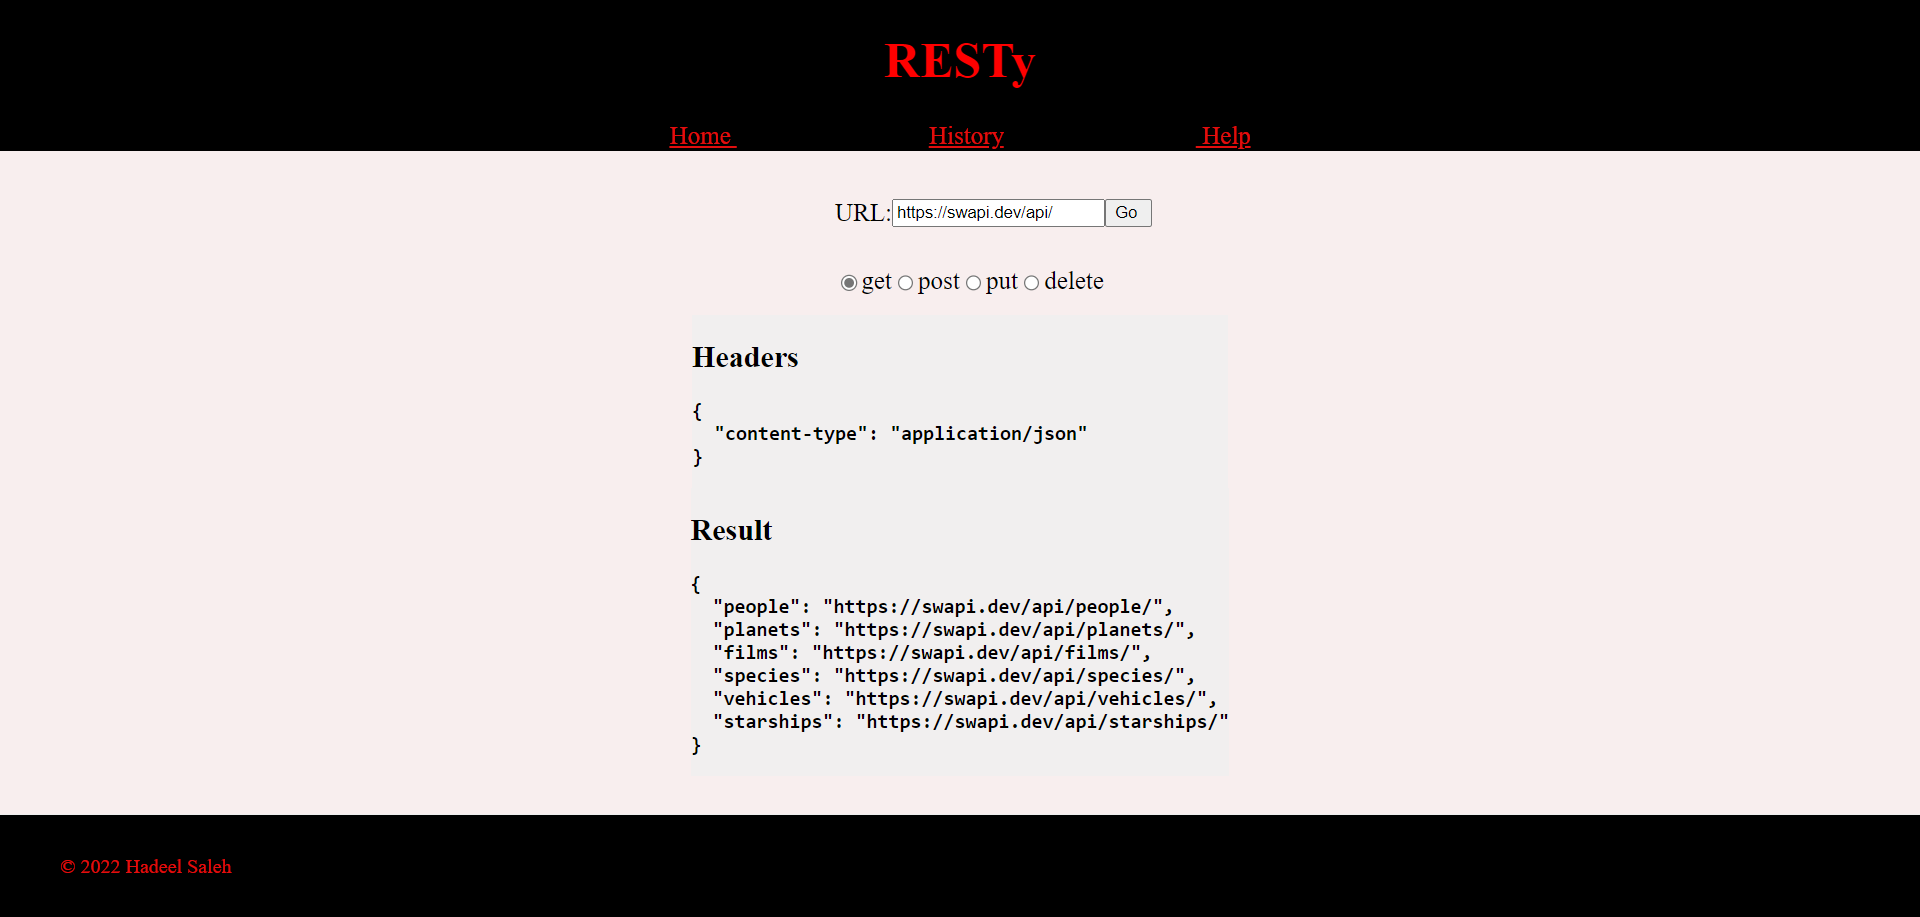 RESTy
Home History Help
URL: https://swapi.dev/api/ Go
get post put delete
Headers
{
  "content-type": "application/json"
}
Result
{
  "people": "https://swapi.dev/api/people/",
  "planets": "https://swapi.dev/api/planets/",
  "films": "https://swapi.dev/api/films/",
  "species": "https://swapi.dev/api/species/",
  "vehicles": "https://swapi.dev/api/vehicles/",
  "starships": "https://swapi.dev/api/starships/"
}
© 2022 Hadeel Saleh